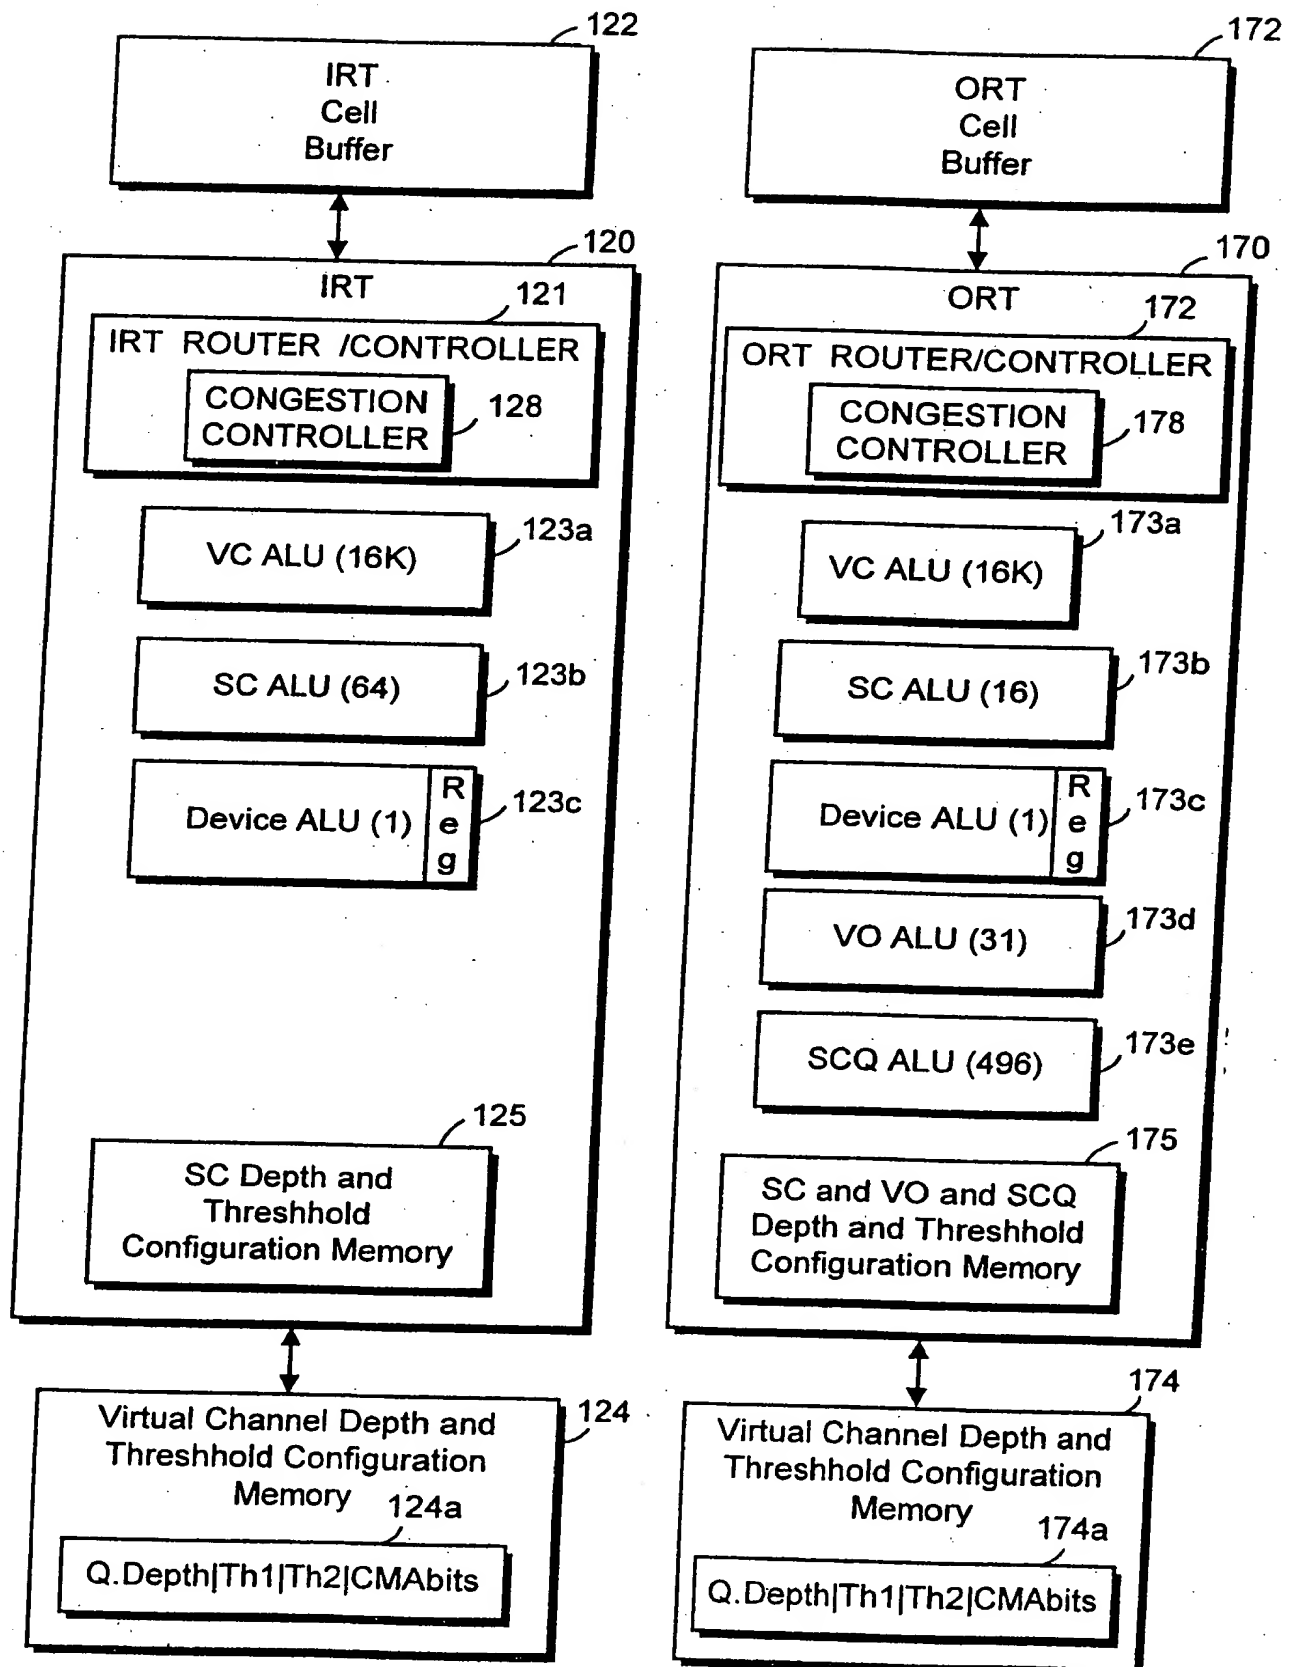 122
IRT
Cell
Buffer
120
IRT
121
IRT ROUTER /CONTROLLER
CONGESTION
CONTROLLER
128
VC ALU (16K)
123a
SC ALU (64)
123b
Device ALU (1)
Reg
123c
125
SC Depth and
Threshhold
Configuration Memory
124
Virtual Channel Depth and
Threshhold Configuration
Memory
124a
Q.Depth|Th1|Th2|CMAbits
172
ORT
Cell
Buffer
170
ORT
172
ORT ROUTER/CONTROLLER
CONGESTION
CONTROLLER
178
173a
VC ALU (16K)
173b
SC ALU (16)
Device ALU (1)
Reg
173c
VO ALU (31)
173d
SCQ ALU (496)
173e
175
SC and VO and SCQ
Depth and Threshhold
Configuration Memory
174
Virtual Channel Depth and
Threshhold Configuration
Memory
174a
Q.Depth|Th1|Th2|CMAbits